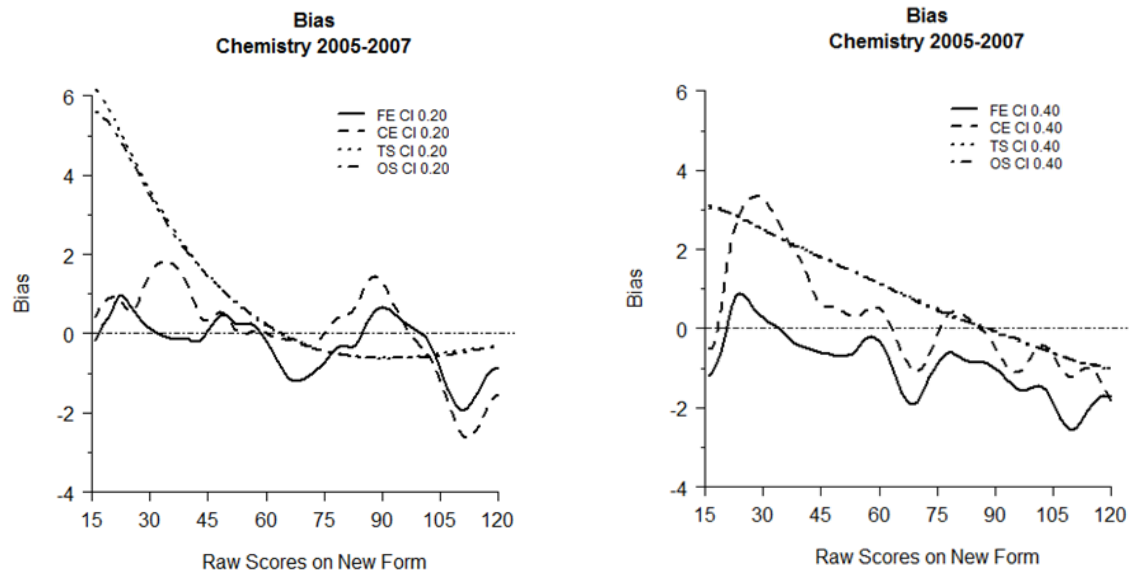 Bias
Chemistry 2005-2007
6
4
2
0
-2
-4
Bias
FE CI 0.20
CE CI 0.20
TS CI 0.20
OS CI 0.20
15 30 45 60 75 90 105 120
Raw Scores on New Form
Bias
Chemistry 2005-2007
6
4
2
0
-2
-4
Bias
FE CI 0.40
CE CI 0.40
TS CI 0.40
OS CI 0.40
15 30 45 60 75 90 105 120
Raw Scores on New Form